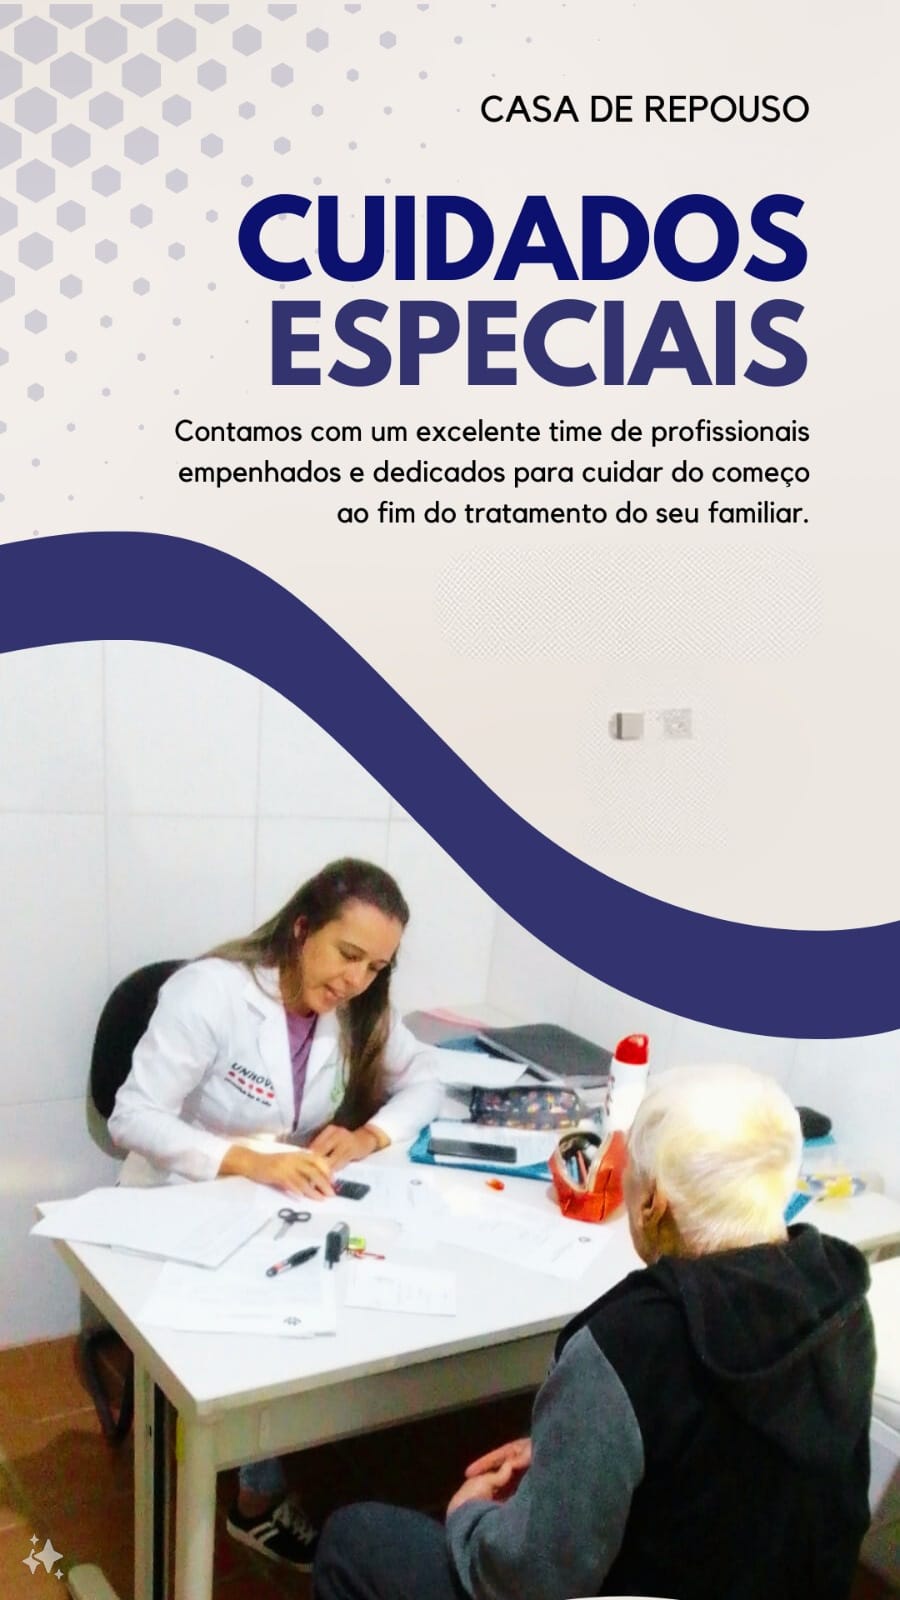 CASA DE REPOUSO
CUIDADOS
ESPECIAIS
Contamos com um excelente time de profissionais
empenhados e dedicados para cuidar do começo
ao fim do tratamento do seu familiar.